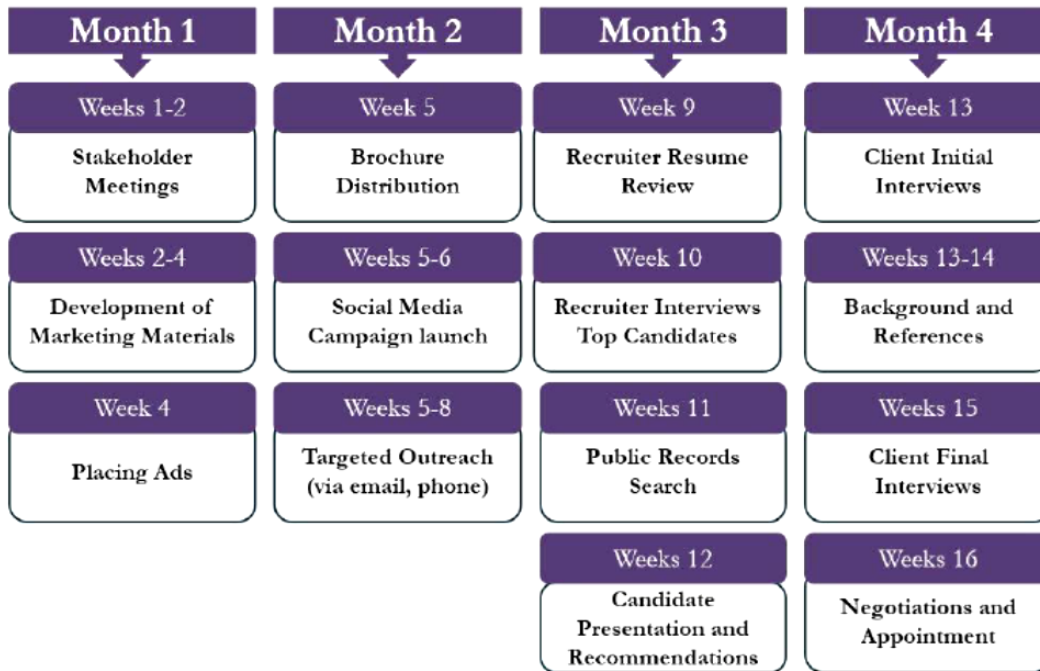 Month 1
Weeks 1-2
Stakeholder
Meetings
Weeks 2-4
Development of
Marketing Materials
Week 4
Placing Ads
Month 2
Week 5
Brochure
Distribution
Weeks 5-6
Social Media
Campaign launch
Weeks 5-8
Targeted Outreach
(via email, phone)
Month 3
Week 9
Recruiter Resume
Review
Week 10
Recruiter Interviews
Top Candidates
Weeks 11
Public Records
Search
Weeks 12
Candidate
Presentation and
Recommendations
Month 4
Week 13
Client Initial
Interviews
Weeks 13-14
Background and
References
Weeks 15
Client Final
Interviews
Weeks 16
Negotiations and
Appointment